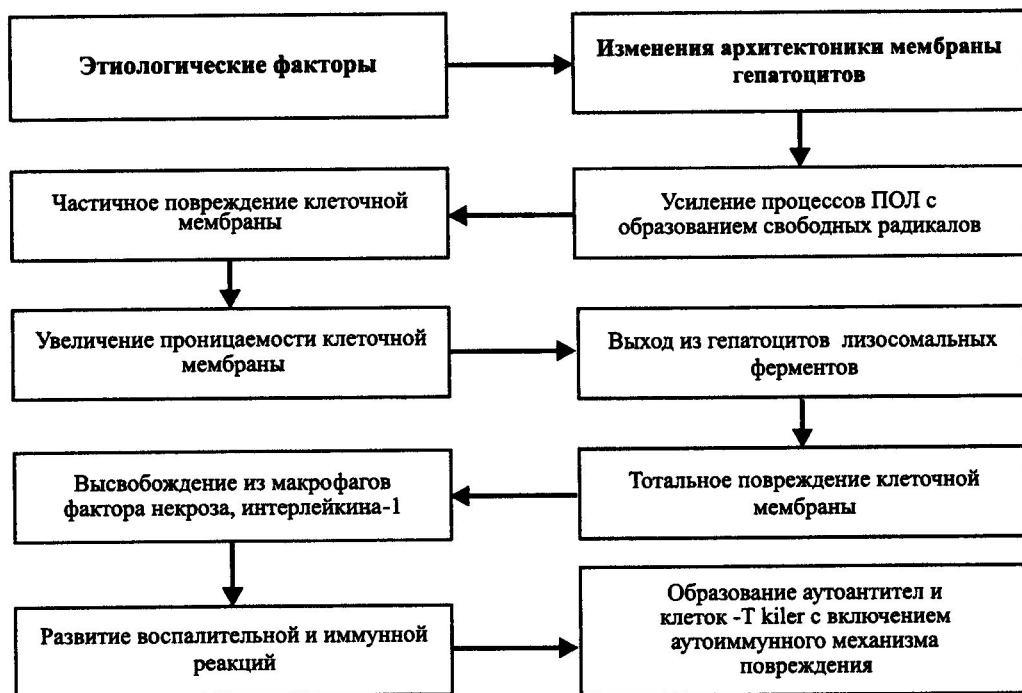 Этиологические факторы
Изменения архитектоники мембраны
гепатоцитов
Усиление процессов ПОЛ с
образованием свободных радикалов
Частичное повреждение клеточной
мембраны
Увеличение проницаемости клеточной
мембраны
Выход из гепатоцитов лизосомальных
ферментов
Тотальное повреждение клеточной
мембраны
Высвобождение из макрофагов
фактора некроза, интерлейкина-1
Развитие воспалительной и иммунной
реакций
Образование аутоантител и
клеток -T kiler с включением
аутоиммунного механизма
повреждения